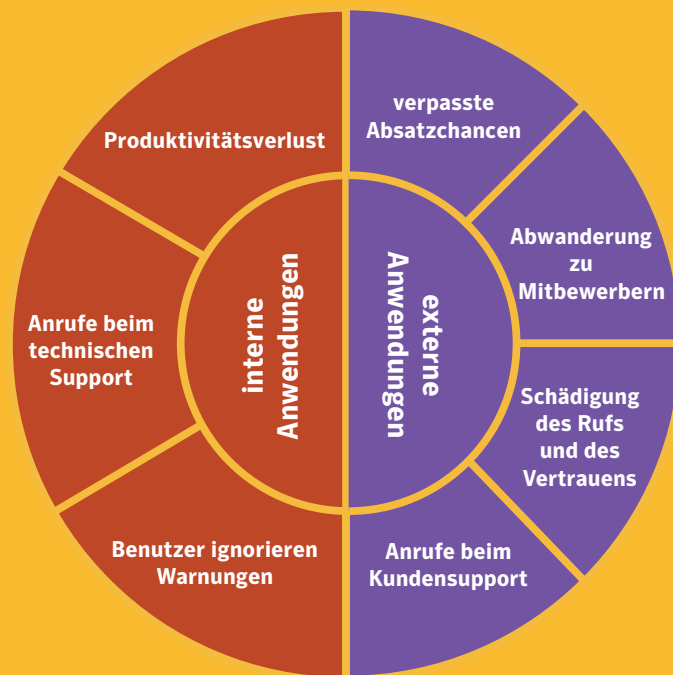 verpasste
Absatzchancen
Produktivitätsverlust
Abwanderung
zu
Mitbewerbern
interne
Anwendungen
externe
Anwendungen
Anrufe beim
technischen
Support
Schädigung
des Rufs
und des
Vertrauens
Benutzer ignorieren
Warnungen
Anrufe beim
Kundensupport